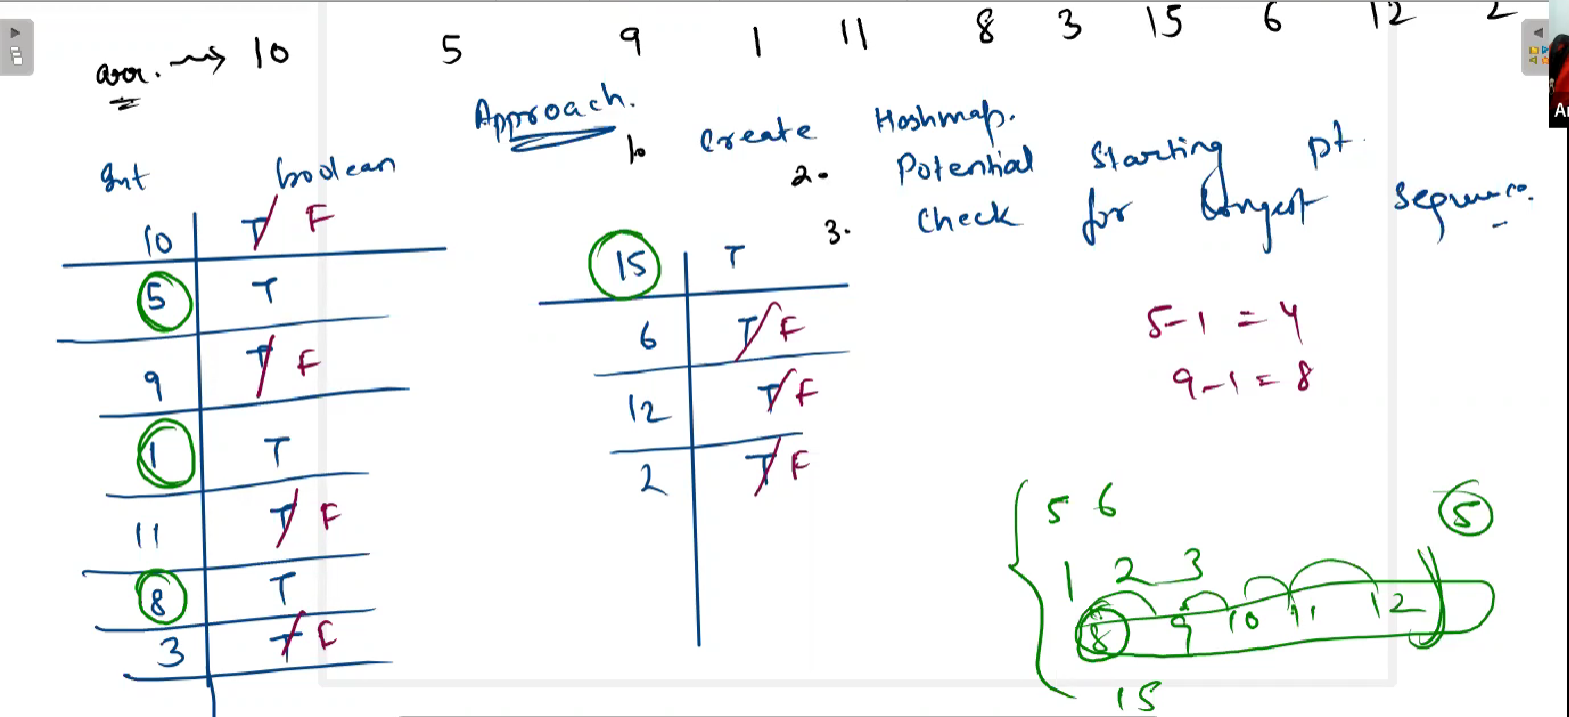 arr. → 10 5 9 1 11 8 3 15 6 12 2
Approach.
1. Create Hashmap.
2. Potential Starting pt.
3. Check for longest sequence.
Int boolean
10 T F
5 T
9 T F
1 T
11 T F
8 T
3 T F
15 T
6 T F
12 T F
2 T F
5-1 = 4
9-1 = 8
5 6
5
1 2 3
8 9 10 11 12
15